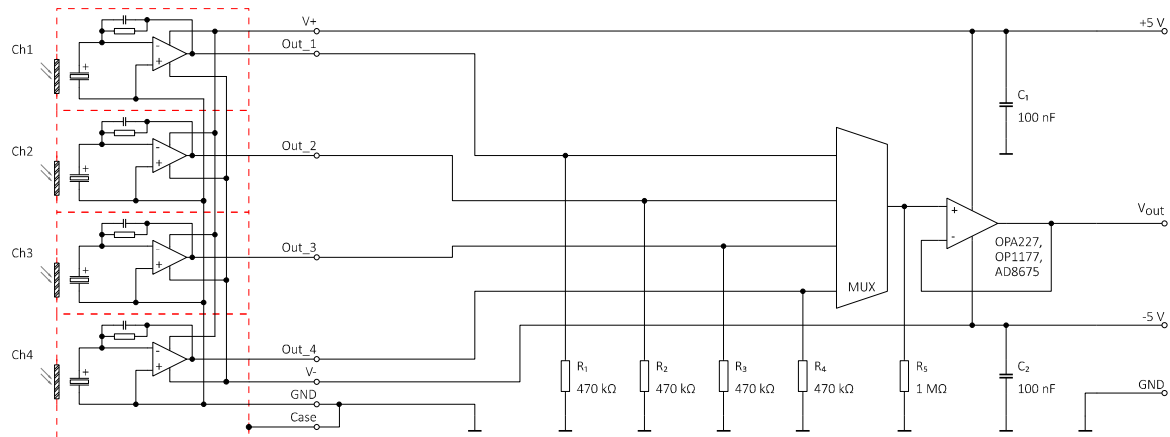 V+
+5 V
Ch1
Out_1
C₁
100 nF
Ch2
Out_2
Vout
Ch3
Out_3
OPA227,
OP1177,
AD8675
MUX
-5 V
Ch4
Out_4
V-
R₁
470 kΩ
R₂
470 kΩ
R₃
470 kΩ
R₄
470 kΩ
R₅
1 MΩ
C₂
100 nF
GND
GND
Case